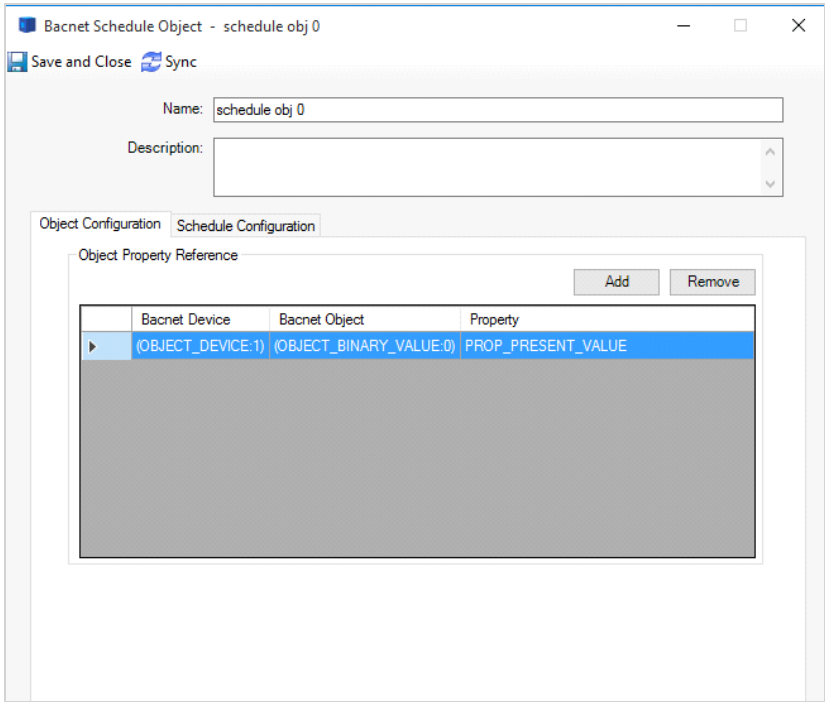 Bacnet Schedule Object - schedule obj 0
Save and Close Sync
Name: schedule obj 0
Description:
Object Configuration Schedule Configuration
Object Property Reference
Add Remove
Bacnet Device Bacnet Object Property
(OBJECT_DEVICE:1) (OBJECT_BINARY_VALUE:0) PROP_PRESENT_VALUE